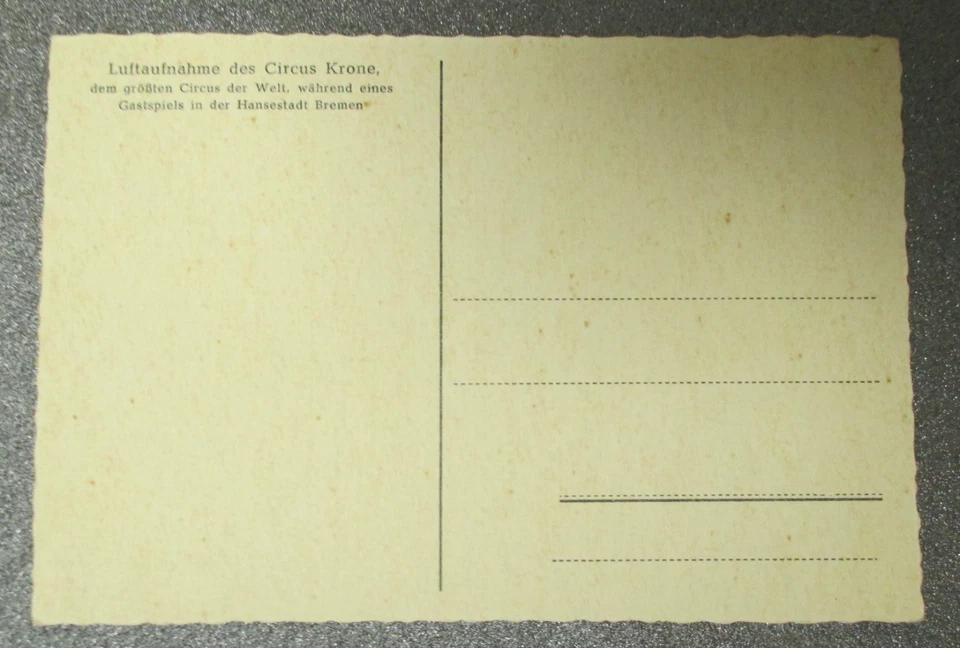 Luftaufnahme des Circus Krone,
dem größten Circus der Welt, während eines
Gastspiels in der Hansestadt Bremen